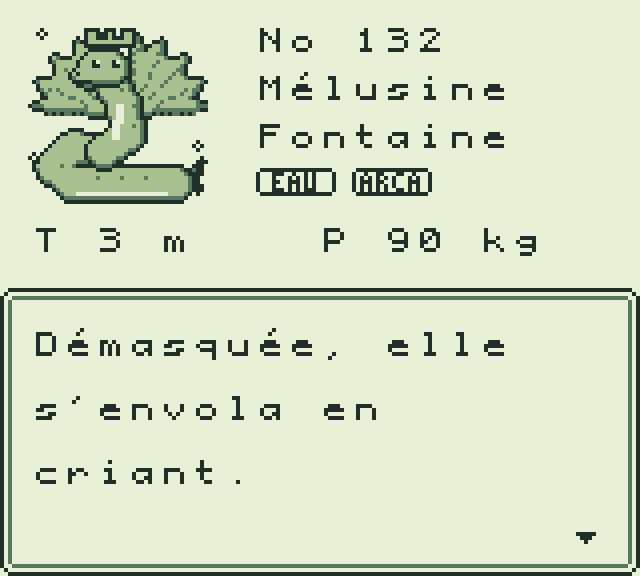 No 132
Mélusine
Fontaine
EAU ARCA
T 3 m P 90 kg
Démasquée, elle
s'envola en
criant.